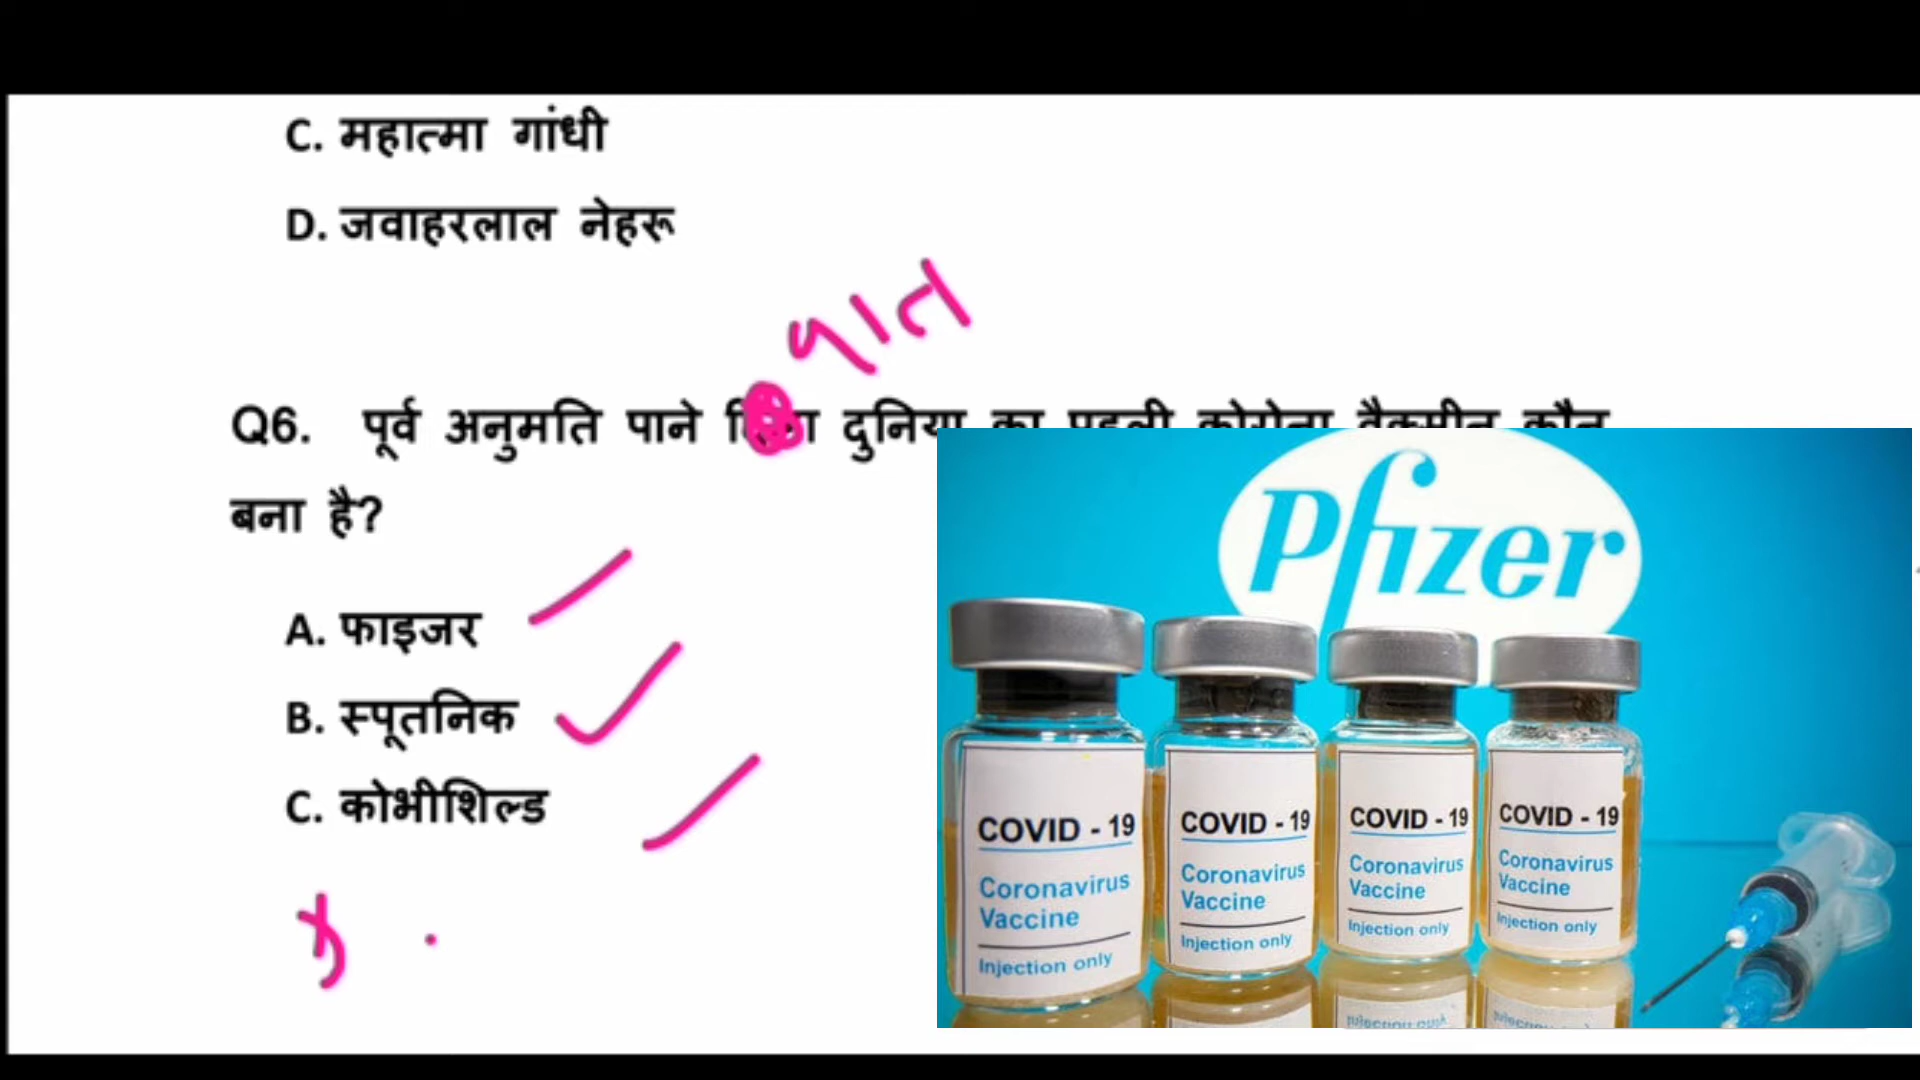 C. महात्मा गांधी
D. जवाहरलाल नेहरू
वाल
Q6. पूर्व अनुमति पाने दुनिया का पहली कोरोना वैक्सीन कौन
बना है?
A. फाइजर
B. स्पूतनिक
C. कोभीशिल्ड
Pfizer
COVID - 19
Coronavirus
Vaccine
Injection only
COVID - 19
Coronavirus
Vaccine
Injection only
COVID - 19
Coronavirus
Vaccine
Injection only
COVID - 19
Coronavirus
Vaccine
Injection only